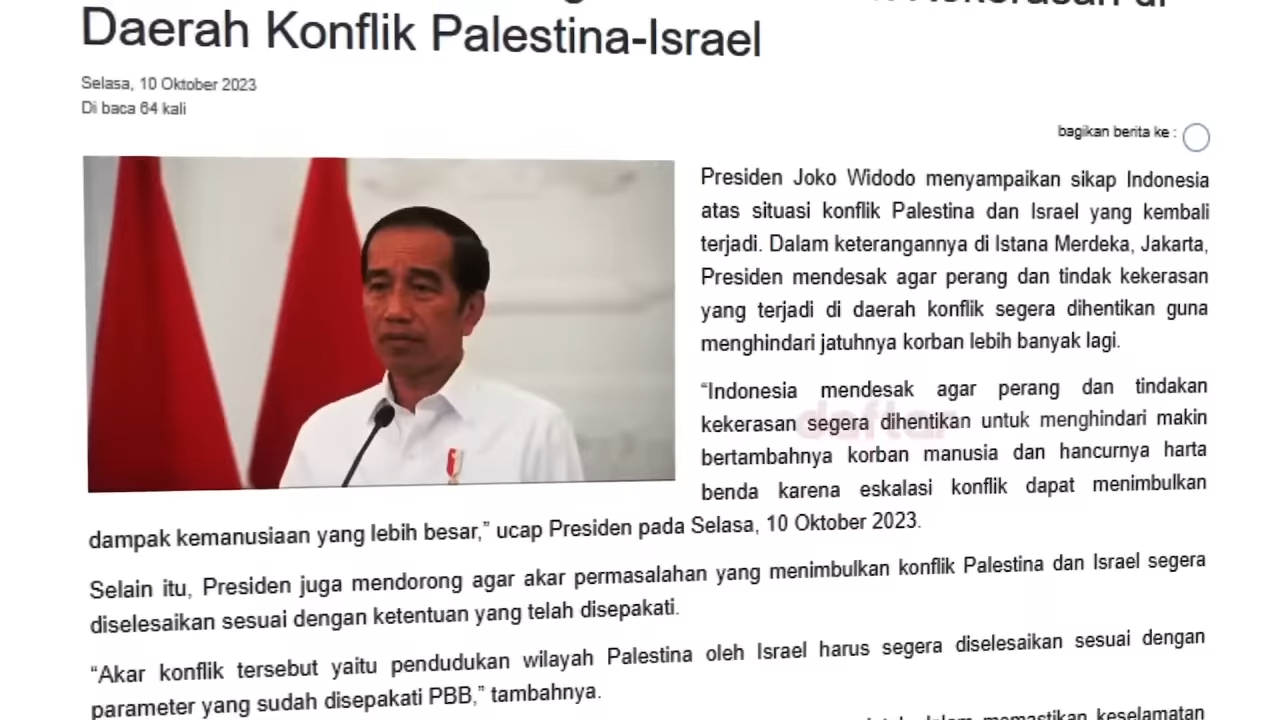 Daerah Konflik Palestina-Israel
Selasa, 10 Oktober 2023
Di baca 64 kali
bagikan berita ke :
Presiden Joko Widodo menyampaikan sikap Indonesia
atas situasi konflik Palestina dan Israel yang kembali
terjadi. Dalam keterangannya di Istana Merdeka, Jakarta,
Presiden mendesak agar perang dan tindak kekerasan
yang terjadi di daerah konflik segera dihentikan guna
menghindari jatuhnya korban lebih banyak lagi.
“Indonesia mendesak agar perang dan tindakan
kekerasan segera dihentikan untuk menghindari makin
bertambahnya korban manusia dan hancurnya harta
benda karena eskalasi konflik dapat menimbulkan
dampak kemanusiaan yang lebih besar,” ucap Presiden pada Selasa, 10 Oktober 2023.
Selain itu, Presiden juga mendorong agar akar permasalahan yang menimbulkan konflik Palestina dan Israel segera
diselesaikan sesuai dengan ketentuan yang telah disepakati.
“Akar konflik tersebut yaitu pendudukan wilayah Palestina oleh Israel harus segera diselesaikan sesuai dengan
parameter yang sudah disepakati PBB,” tambahnya.
memastikan keselamatan